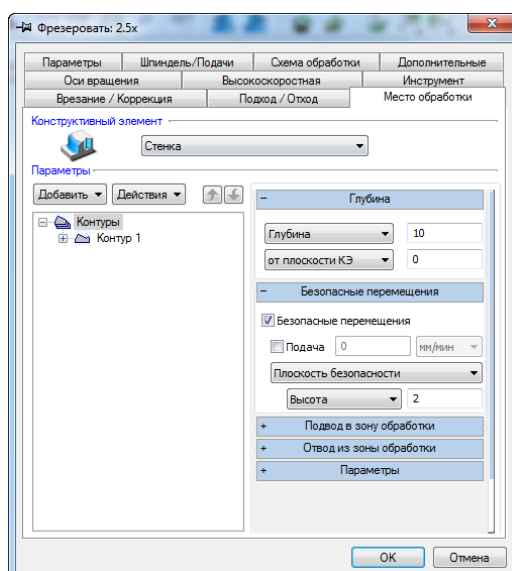 Фрезеровать: 2.5x
Параметры Шпиндель/Подачи Схема обработки Дополнительные
Оси вращения Высокоскоростная Инструмент
Врезание / Коррекция Подход / Отход Место обработки
Конструктивный элемент
Стенка
Параметры
Добавить Действия
Контуры
Контур 1
Глубина
Глубина 10
от плоскости КЭ 0
Безопасные перемещения
Безопасные перемещения
Подача 0 мм/мин
Плоскость безопасности
Высота 2
Подвод в зону обработки
Отвод из зоны обработки
Параметры
OK Отмена